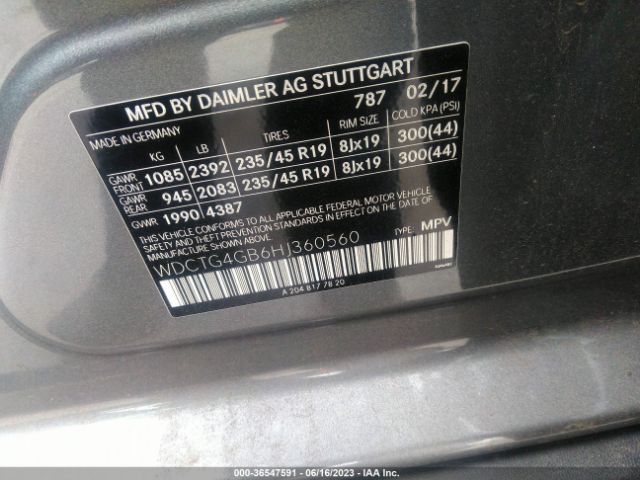 MFD BY DAIMLER AG STUTTGART
787 02/17
MADE IN GERMANY
KG LB TIRES RIM SIZE COLD KPA (PSI)
GAWR FRONT 1085 2392 235/45 R19 8Jx19 300(44)
GAWR REAR 945 2083 235/45 R19 8Jx19 300(44)
GVWR 1990 4387
THIS VEHICLE CONFORMS TO ALL APPLICABLE FEDERAL MOTOR VEHICLE
SAFETY AND THEFT PREVENTION STANDARDS IN EFFECT ON THE DATE OF
MANUFACTURE SHOWN ABOVE.
TYPE: MPV
WDCTG4GB6HJ360560
A 204 817 78 20
000-36547591 - 06/16/2023 - IAA Inc.